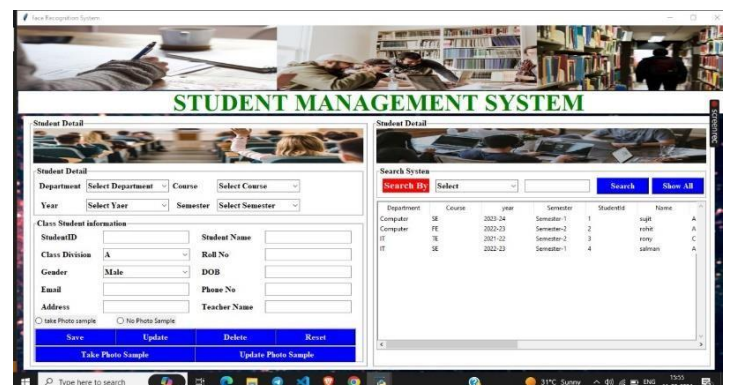 Face Recognition System
STUDENT MANAGEMENT SYSTEM
Student Detail
Student Detail
Department Select Department Course Select Course
Year Select Yaer Semester Select Semester
Class Student information
StudentID Student Name
Class Division A Roll No
Gender Male DOB
Email Phone No
Address Teacher Name
take Photo sample No Photo Sample
Save Update Delete Reset
Take Photo Sample Update Photo Sample
Student Detail
Search System
Search By Select Search Show All
Department Course year Semester StudentId Name
Computer SE 2023-24 Semester-1 1 sujit A
Computer FE 2022-23 Semester-2 2 rohit A
IT TE 2021-22 Semester-2 3 rony C
IT SE 2022-23 Semester-1 4 salman A
screenrec
Type here to search
31°C Sunny ENG 15:55